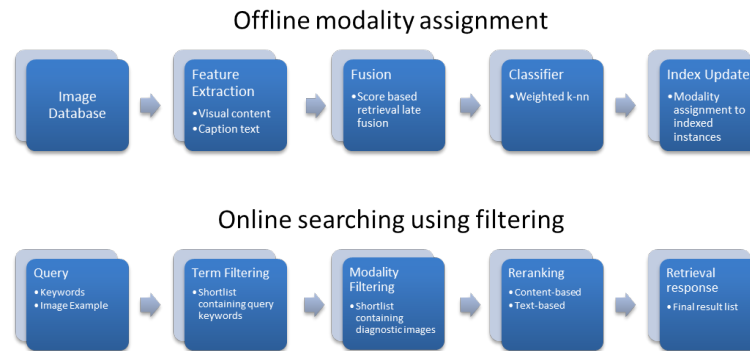 Offline modality assignment
Image
Database
Feature
Extraction
•Visual content
•Caption text
Fusion
•Score based
retrieval late
fusion
Classifier
•Weighted k-nn
Index Update
•Modality
assignment to
indexed
instances
Online searching using filtering
Query
•Keywords
•Image Example
Term Filtering
•Shortlist
containing query
keywords
Modality
Filtering
•Shortlist
containing
diagnostic images
Reranking
•Content-based
•Text-based
Retrieval
response
•Final result list